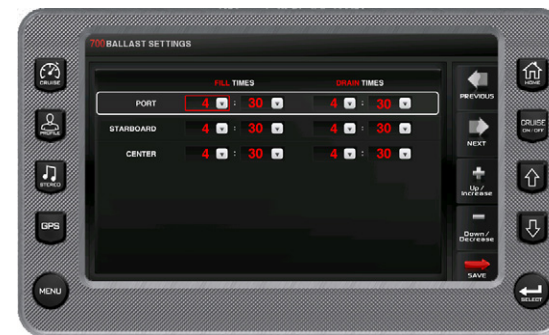 700 BALLAST SETTINGS
FILL TIMES DRAIN TIMES
PORT 4 : 30 4 : 30
STARBOARD 4 : 30 4 : 30
CENTER 4 : 30 4 : 30
PREVIOUS
NEXT
Up /
Increase
Down /
Decrease
SAVE
CRUISE
PROFILE
STEREO
GPS
MENU
HOME
CRUISE
ON / OFF
SELECT